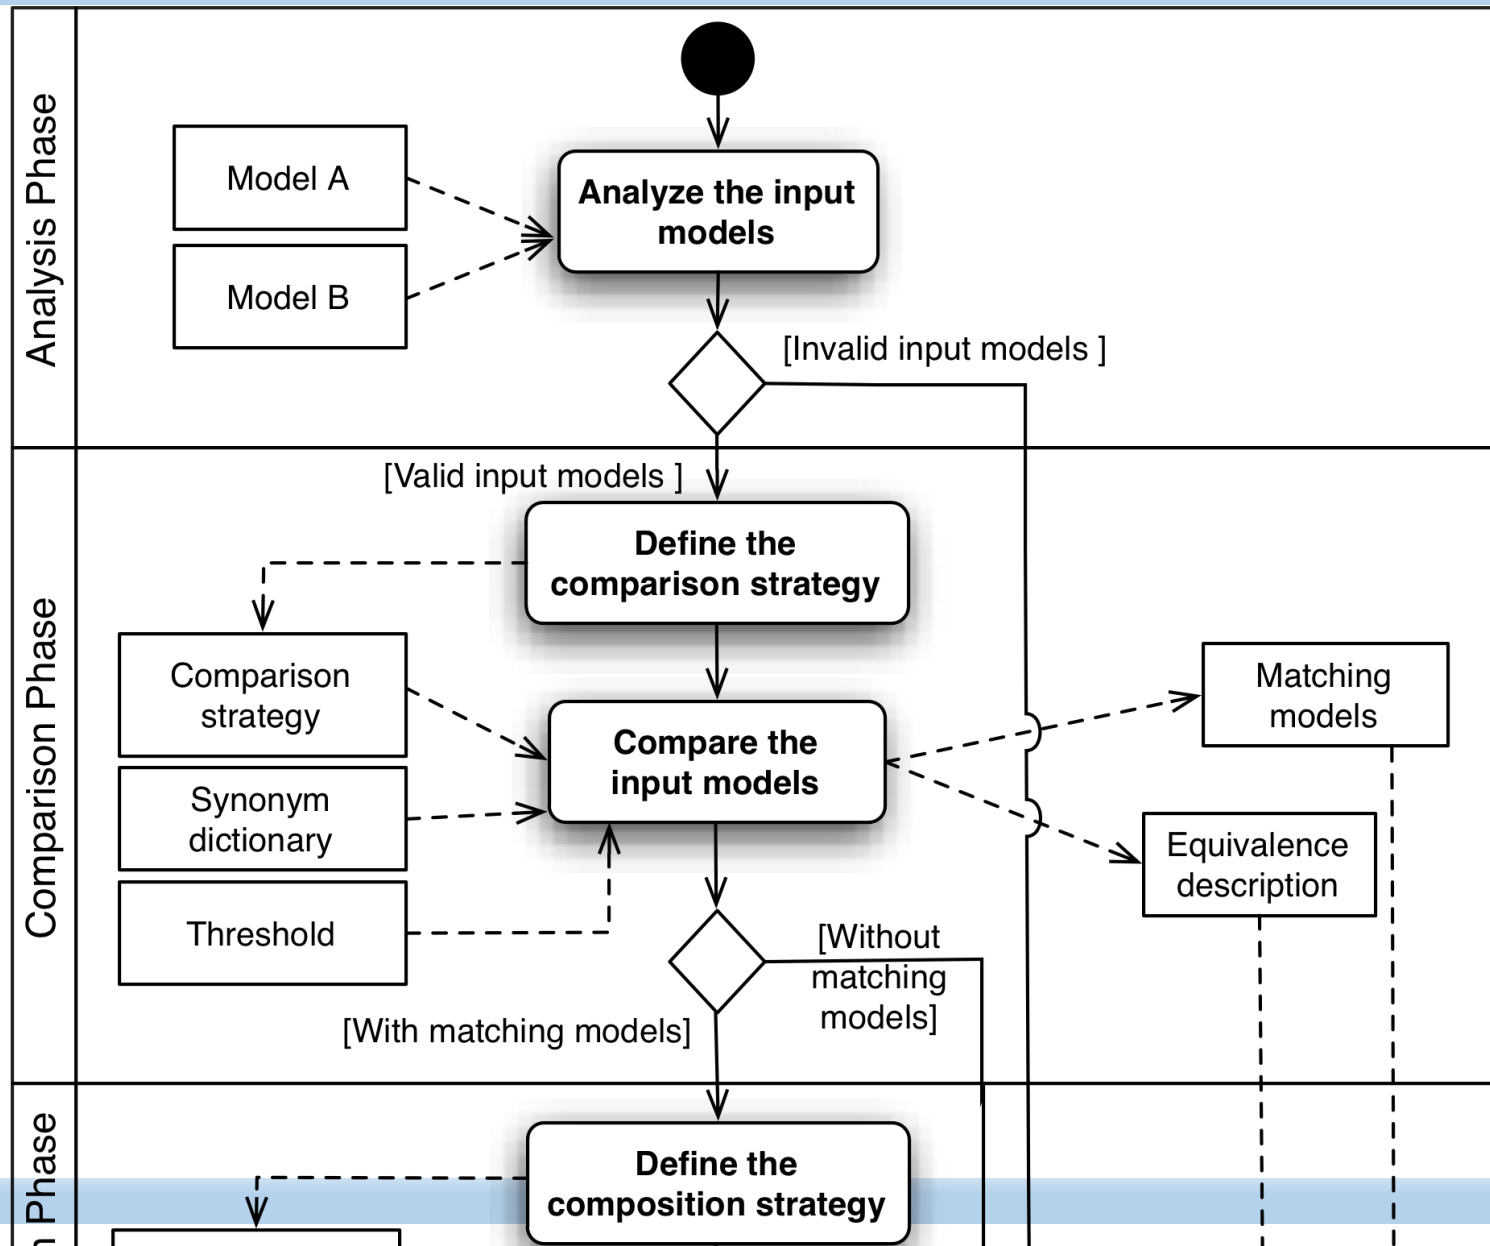 Analysis Phase
Model A
Model B
Analyze the input
models
[Invalid input models ]
Comparison Phase
[Valid input models ]
Define the
comparison strategy
Comparison
strategy
Synonym
dictionary
Threshold
Compare the
input models
Matching
models
Equivalence
description
[Without
matching
models]
[With matching models]
Phase
Define the
composition strategy